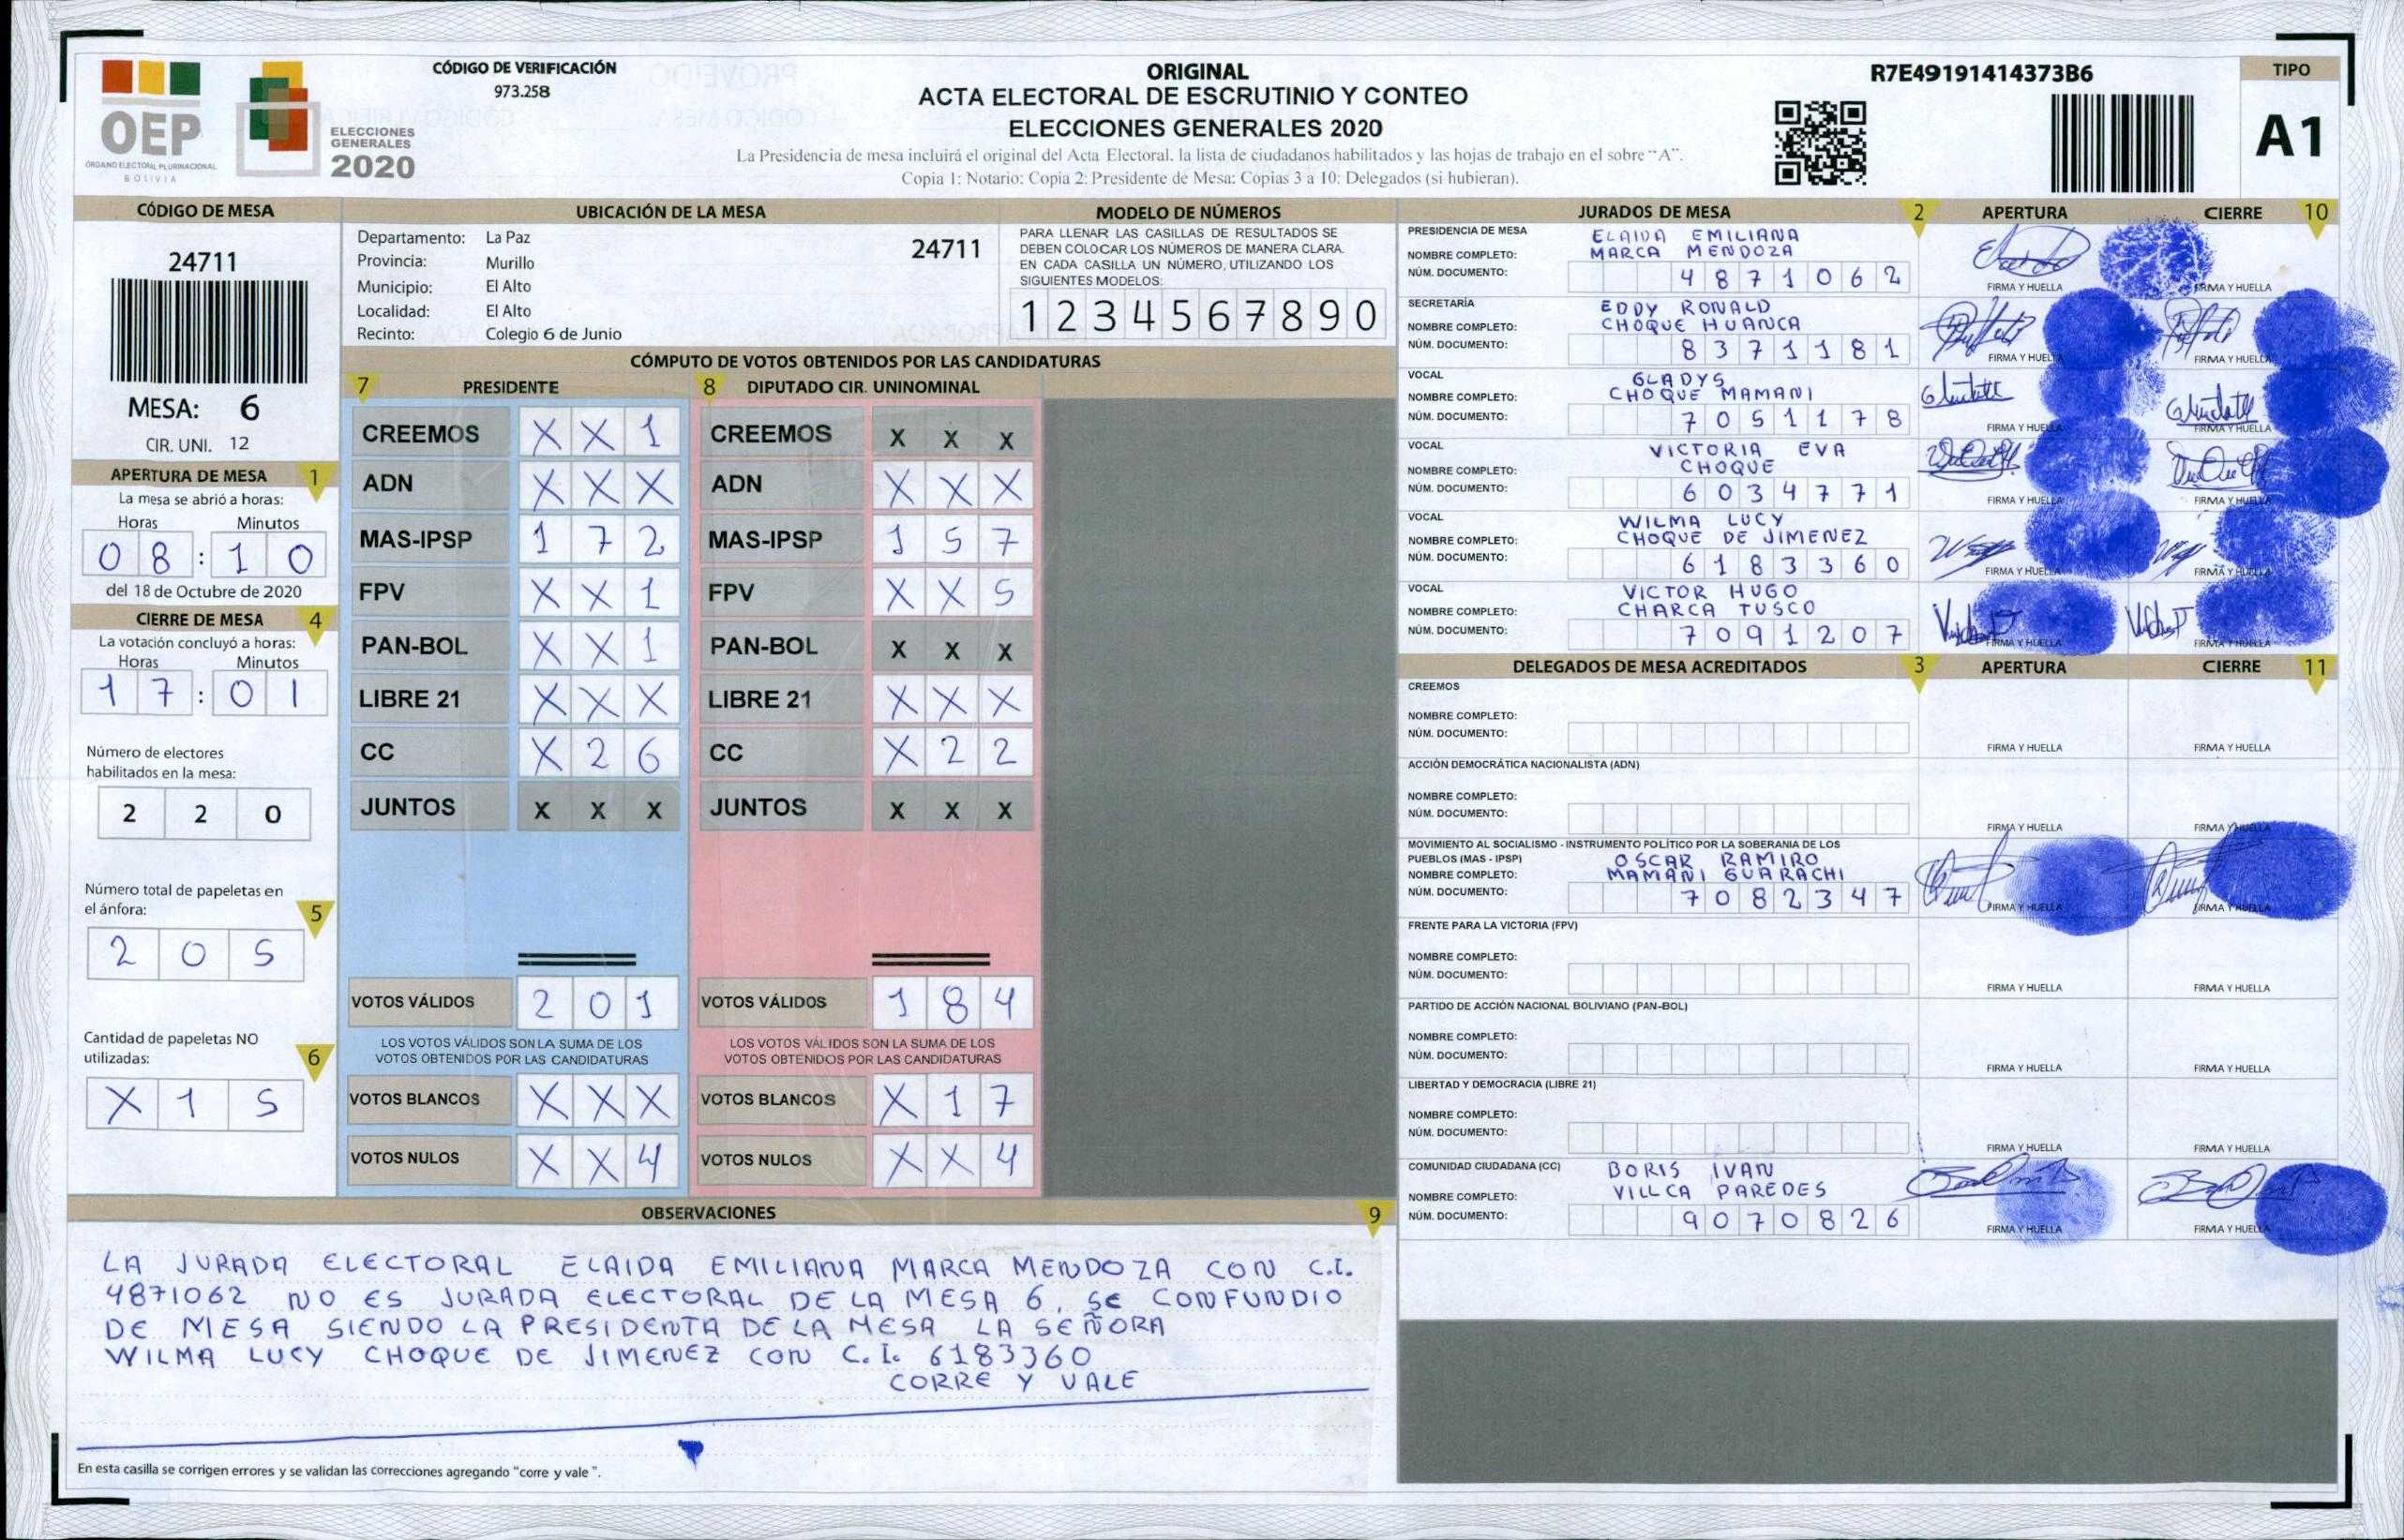 OEP
ÓRGANO ELECTORAL PLURINACIONAL
BOLIVIA
ELECCIONES
GENERALES
2020
CÓDIGO DE VERIFICACIÓN
973.258
ORIGINAL
ACTA ELECTORAL DE ESCRUTINIO Y CONTEO
ELECCIONES GENERALES 2020
La Presidencia de mesa incluirá el original del Acta Electoral, la lista de ciudadanos habilitados y las hojas de trabajo en el sobre "A".
Copia 1: Notario; Copia 2: Presidente de Mesa; Copias 3 a 10: Delegados (si hubieran).
R7E49191414373B6
TIPO
A1
CÓDIGO DE MESA
24711
MESA: 6
CIR. UNI. 12
APERTURA DE MESA 1
La mesa se abrió a horas:
Horas Minutos
08:10
del 18 de Octubre de 2020
CIERRE DE MESA 4
La votación concluyó a horas:
Horas Minutos
17:01
Número de electores
habilitados en la mesa:
2 2 0
Número total de papeletas en
el ánfora: 5
2 0 5
Cantidad de papeletas NO
utilizadas: 6
X 1 5
UBICACIÓN DE LA MESA
Departamento: La Paz 24711
Provincia: Murillo
Municipio: El Alto
Localidad: El Alto
Recinto: Colegio 6 de Junio
MODELO DE NÚMEROS
PARA LLENAR LAS CASILLAS DE RESULTADOS SE
DEBEN COLOCAR LOS NÚMEROS DE MANERA CLARA.
EN CADA CASILLA UN NÚMERO, UTILIZANDO LOS
SIGUIENTES MODELOS:
1 2 3 4 5 6 7 8 9 0
CÓMPUTO DE VOTOS OBTENIDOS POR LAS CANDIDATURAS
7 PRESIDENTE 8 DIPUTADO CIR. UNINOMINAL
CREEMOS X X 1 CREEMOS X X X
ADN X X X ADN X X X
MAS-IPSP 1 7 2 MAS-IPSP 1 5 7
FPV X X 1 FPV X X 5
PAN-BOL X X 1 PAN-BOL X X X
LIBRE 21 X X X LIBRE 21 X X X
CC X 2 6 CC X 2 2
JUNTOS X X X JUNTOS X X X
VOTOS VÁLIDOS 2 0 1 VOTOS VÁLIDOS 1 8 4
LOS VOTOS VÁLIDOS SON LA SUMA DE LOS LOS VOTOS VÁLIDOS SON LA SUMA DE LOS
VOTOS OBTENIDOS POR LAS CANDIDATURAS VOTOS OBTENIDOS POR LAS CANDIDATURAS
VOTOS BLANCOS X X X VOTOS BLANCOS X 1 7
VOTOS NULOS X X 4 VOTOS NULOS X X 4
OBSERVACIONES 9
LA JURADA ELECTORAL ELAIDA EMILIANA MARCA MENDOZA CON C.I.
4871062 NO ES JURADA ELECTORAL DE LA MESA 6, SE CONFUNDIO
DE MESA SIENDO LA PRESIDENTA DE LA MESA LA SEÑORA
WILMA LUCY CHOQUE DE JIMENEZ CON C.I. 6183360
CORRE Y VALE
En esta casilla se corrigen errores y se validan las correcciones agregando "corre y vale ".
JURADOS DE MESA 2 APERTURA CIERRE 10
PRESIDENCIA DE MESA ELAIDA EMILIANA
NOMBRE COMPLETO: MARCA MENDOZA
NÚM. DOCUMENTO: 4871062
FIRMA Y HUELLA FIRMA Y HUELLA
SECRETARÍA EDDY RONALD
NOMBRE COMPLETO: CHOQUE HUANCA
NÚM. DOCUMENTO: 8371181
FIRMA Y HUELLA FIRMA Y HUELLA
VOCAL GLADYS
NOMBRE COMPLETO: CHOQUE MAMANI
NÚM. DOCUMENTO: 7051178
FIRMA Y HUELLA FIRMA Y HUELLA
VOCAL VICTORIA EVA
NOMBRE COMPLETO: CHOQUE
NÚM. DOCUMENTO: 6034771
FIRMA Y HUELLA FIRMA Y HUELLA
VOCAL WILMA LUCY
NOMBRE COMPLETO: CHOQUE DE JIMENEZ
NÚM. DOCUMENTO: 6183360
FIRMA Y HUELLA FIRMA Y HUELLA
VOCAL VICTOR HUGO
NOMBRE COMPLETO: CHARCA TUSCO
NÚM. DOCUMENTO: 7091207
FIRMA Y HUELLA FIRMA Y HUELLA
DELEGADOS DE MESA ACREDITADOS 3 APERTURA CIERRE 11
CREEMOS
NOMBRE COMPLETO:
NÚM. DOCUMENTO:
FIRMA Y HUELLA FIRMA Y HUELLA
ACCIÓN DEMOCRÁTICA NACIONALISTA (ADN)
NOMBRE COMPLETO:
NÚM. DOCUMENTO:
FIRMA Y HUELLA FIRMA Y HUELLA
MOVIMIENTO AL SOCIALISMO - INSTRUMENTO POLÍTICO POR LA SOBERANIA DE LOS
PUEBLOS (MAS - IPSP) OSCAR RAMIRO
NOMBRE COMPLETO: MAMANI GUARACHI
NÚM. DOCUMENTO: 7082347
FIRMA Y HUELLA FIRMA Y HUELLA
FRENTE PARA LA VICTORIA (FPV)
NOMBRE COMPLETO:
NÚM. DOCUMENTO:
FIRMA Y HUELLA FIRMA Y HUELLA
PARTIDO DE ACCIÓN NACIONAL BOLIVIANO (PAN-BOL)
NOMBRE COMPLETO:
NÚM. DOCUMENTO:
FIRMA Y HUELLA FIRMA Y HUELLA
LIBERTAD Y DEMOCRACIA (LIBRE 21)
NOMBRE COMPLETO:
NÚM. DOCUMENTO:
FIRMA Y HUELLA FIRMA Y HUELLA
COMUNIDAD CIUDADANA (CC) BORIS IVAN
NOMBRE COMPLETO: VILLCA PAREDES
NÚM. DOCUMENTO: 9070826
FIRMA Y HUELLA FIRMA Y HUELLA